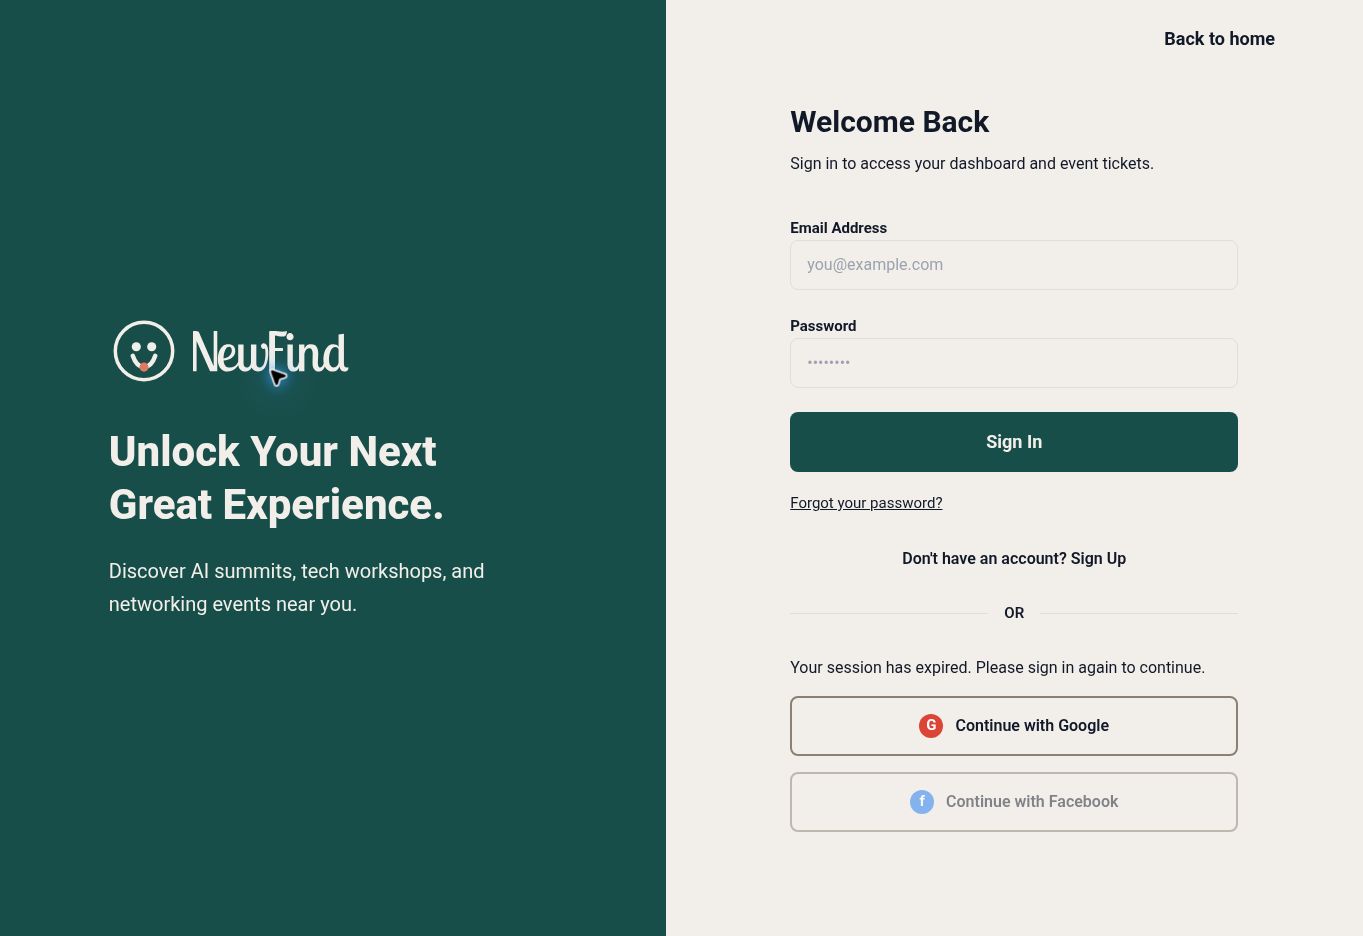 NewFind
Unlock Your Next
Great Experience.
Discover AI summits, tech workshops, and
networking events near you.
Back to home
Welcome Back
Sign in to access your dashboard and event tickets.
Email Address
you@example.com
Password
••••••••
Sign In
Forgot your password?
Don't have an account? Sign Up
OR
Your session has expired. Please sign in again to continue.
G Continue with Google
f Continue with Facebook